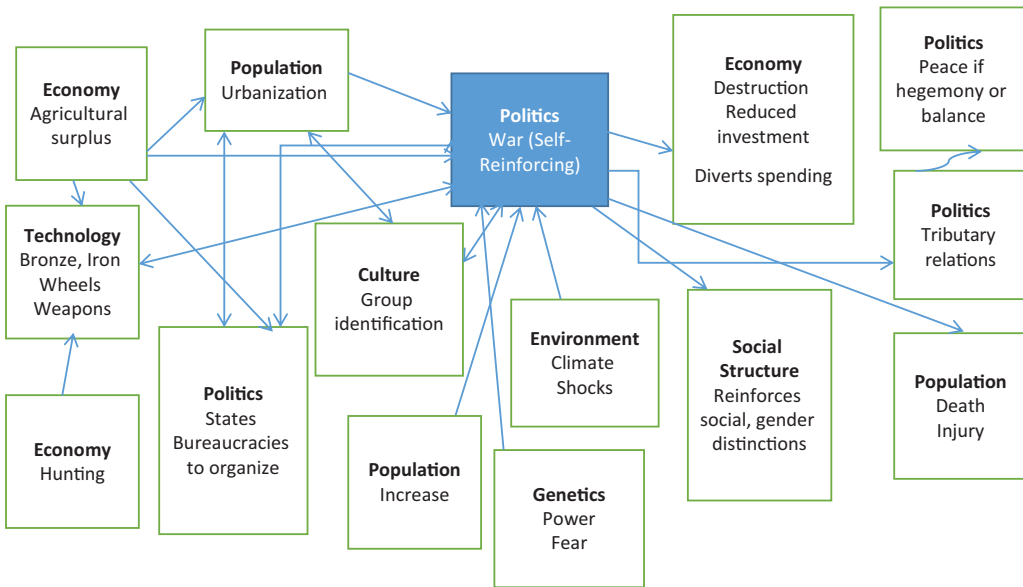 Economy
Agricultural
surplus
Population
Urbanization
Politics
War (Self-
Reinforcing)
Economy
Destruction
Reduced
investment
Diverts spending
Politics
Peace if
hegemony or
balance
Technology
Bronze, Iron
Wheels
Weapons
Culture
Group
identification
Politics
Tributary
relations
Environment
Climate
Shocks
Social
Structure
Reinforces
social, gender
distinctions
Population
Death
Injury
Economy
Hunting
Politics
States
Bureaucracies
to organize
Population
Increase
Genetics
Power
Fear